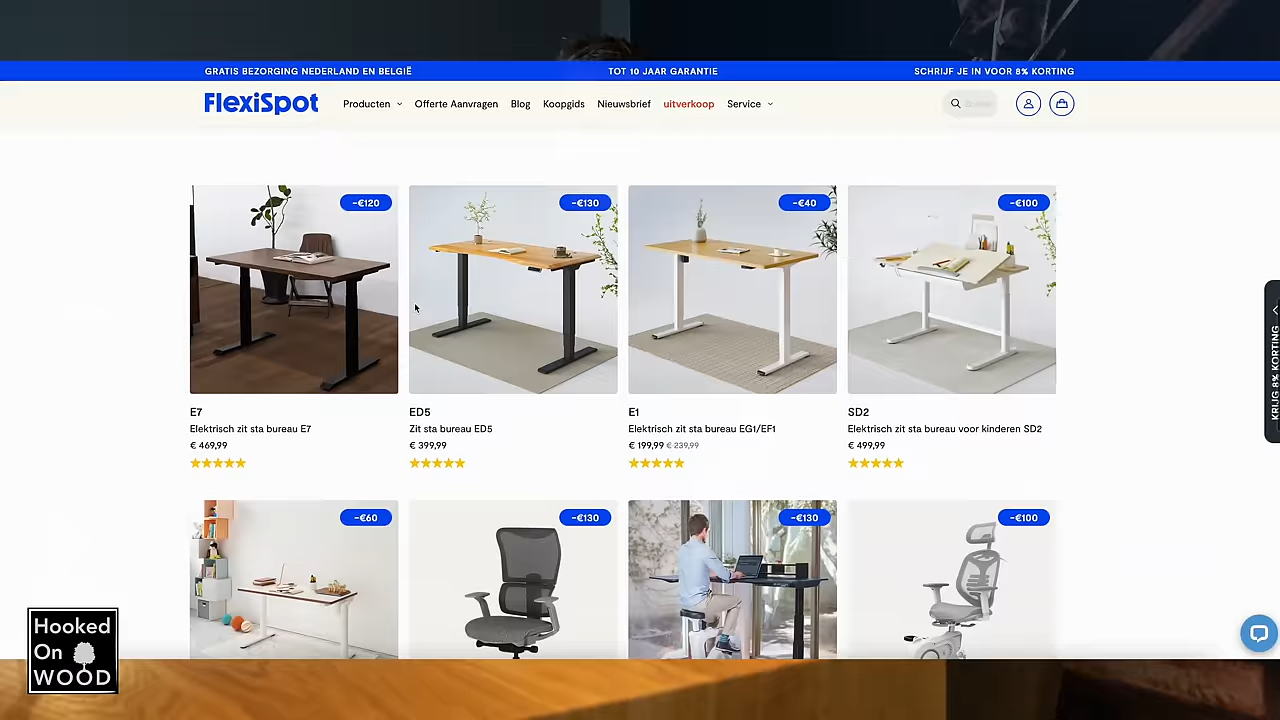 GRATIS BEZORGING NEDERLAND EN BELGIË
TOT 10 JAAR GARANTIE
SCHRIJF JE IN VOOR 8% KORTING
FlexiSpot
Producten
Offerte Aanvragen
Blog
Koopgids
Nieuwsbrief
uitverkoop
Service
-€120
-€130
-€40
-€100
E7
Elektrisch zit sta bureau E7
€ 469,99
ED5
Zit sta bureau ED5
€ 399,99
E1
Elektrisch zit sta bureau EG1/EF1
€ 199,99 € 239,99
SD2
Elektrisch zit sta bureau voor kinderen SD2
€ 499,99
KRIJG 8% KORTING
-€60
-€130
-€130
-€100
Hooked
On
WOOD